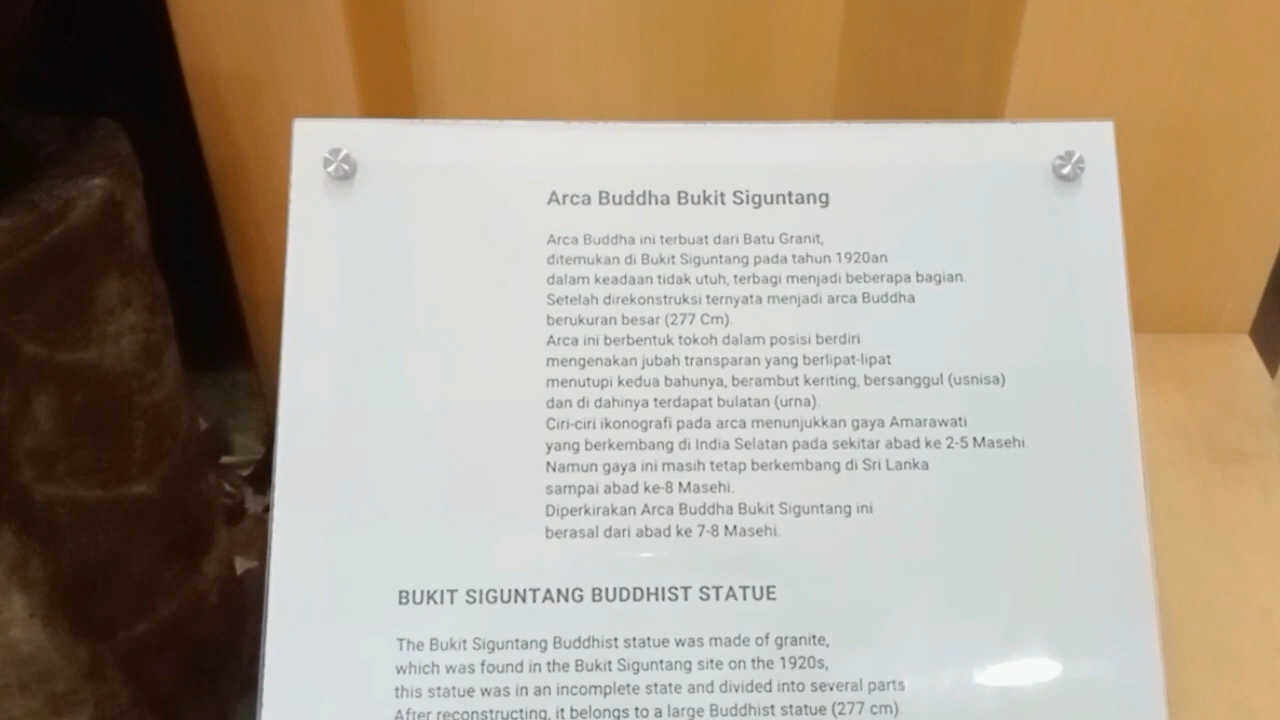 Arca Buddha Bukit Siguntang
Arca Buddha ini terbuat dari Batu Granit,
ditemukan di Bukit Siguntang pada tahun 1920an
dalam keadaan tidak utuh, terbagi menjadi beberapa bagian.
Setelah direkonstruksi ternyata menjadi arca Buddha
berukuran besar (277 Cm).
Arca ini berbentuk tokoh dalam posisi berdiri
mengenakan jubah transparan yang berlipat-lipat
menutupi kedua bahunya, berambut keriting, bersanggul (usnisa)
dan di dahinya terdapat bulatan (urna).
Ciri-ciri ikonografi pada arca menunjukkan gaya Amarawati
yang berkembang di India Selatan pada sekitar abad ke 2-5 Masehi.
Namun gaya ini masih tetap berkembang di Sri Lanka
sampai abad ke-8 Masehi.
Diperkirakan Arca Buddha Bukit Siguntang ini
berasal dari abad ke 7-8 Masehi.
BUKIT SIGUNTANG BUDDHIST STATUE
The Bukit Siguntang Buddhist statue was made of granite,
which was found in the Bukit Siguntang site on the 1920s,
this statue was in an incomplete state and divided into several parts
After reconstructing, it belongs to a large Buddhist statue (277 cm).